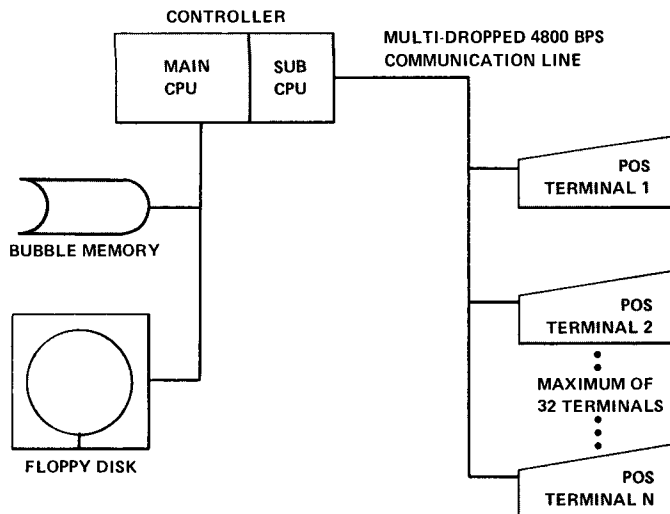 CONTROLLER
MAIN
CPU
SUB
CPU
MULTI-DROPPED 4800 BPS
COMMUNICATION LINE
POS
TERMINAL 1
BUBBLE MEMORY
POS
TERMINAL 2
MAXIMUM OF
32 TERMINALS
FLOPPY DISK
POS
TERMINAL N